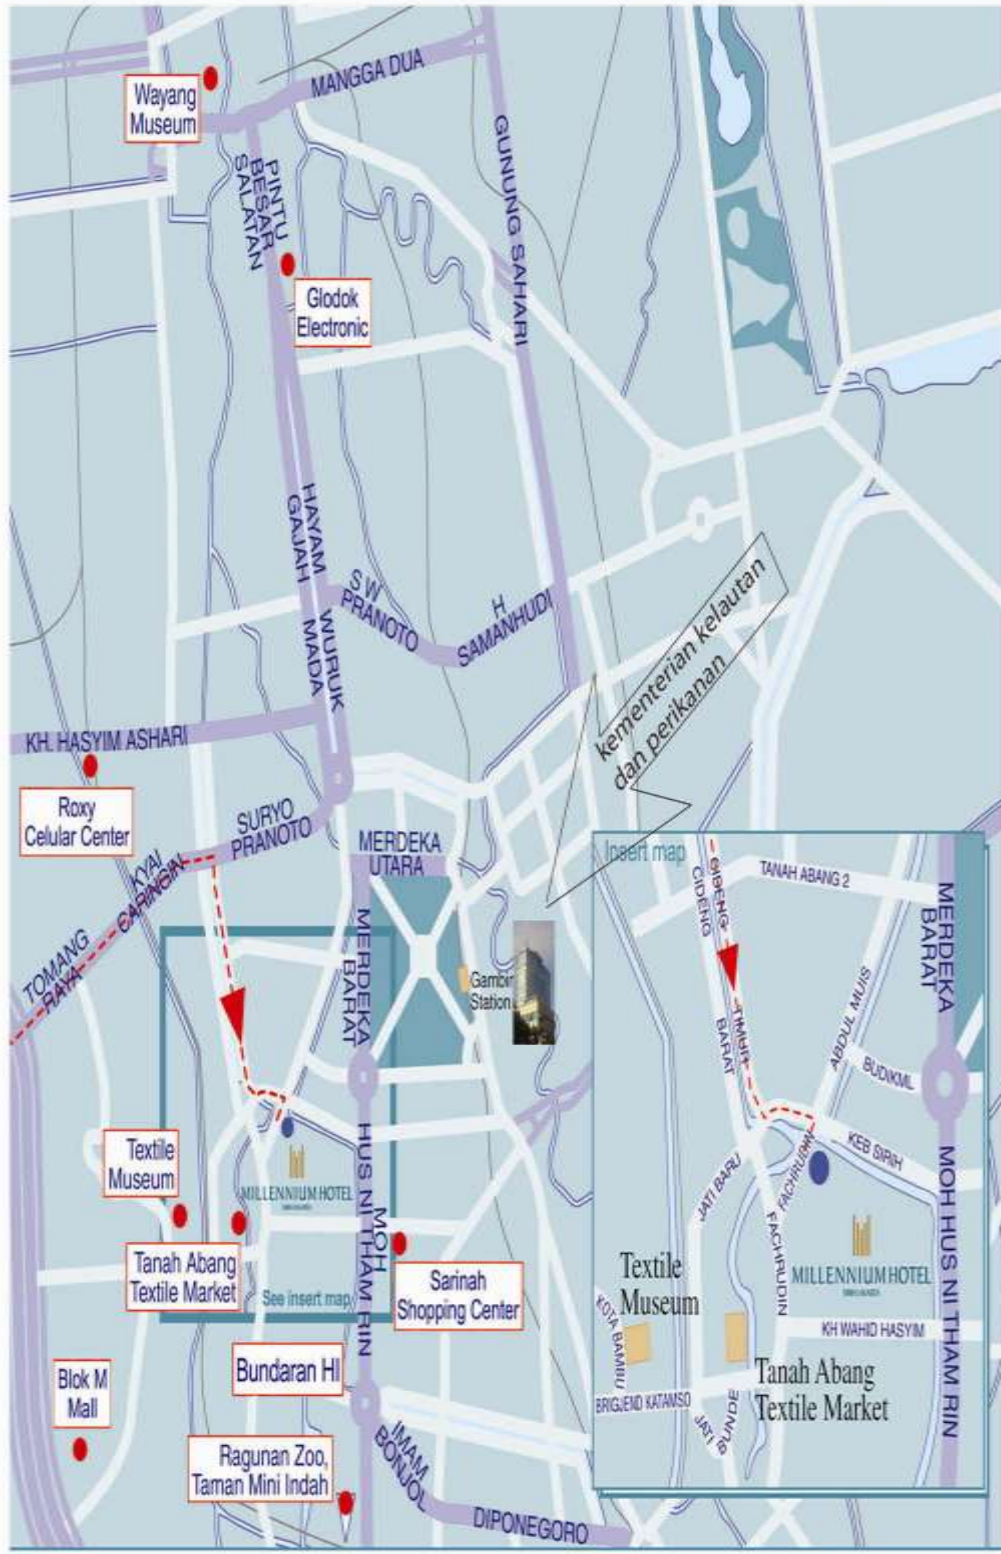 MANGGA DUA
Wayang
Museum
GUNUNG SAHARI
PINTU
BESAR
SALATAN
Glodok
Electronic
HAYAM WURUK
GAJAH MADA
S W
PRANOTO
H
SAMANHUDI
kementerian kelautan
dan perikanan
KH. HASYIM ASHARI
Roxy
Celular Center
SURYO
PRANOTO
KYAI
CARINGIN
TOMANG
RAYA
MERDEKA
UTARA
MERDEKA
BARAT
Gambir
Station
MILLENNIUM HOTEL
Textile
Museum
Tanah Abang
Textile Market
See insert map
MOH
HUS NI THAM RIN
Sarinah
Shopping Center
Bundaran HI
Blok M
Mall
Ragunan Zoo,
Taman Mini Indah
IMAM
BONJOL
DIPONEGORO
Insert map
CIDENG
CIDENG
TIMUR
BARAT
TANAH ABANG 2
MERDEKA
BARAT
ABDUL MUIS
BUDIKML
KEB SIRIH
JATI BARU
FACHRUDIN
FACHRUDIN
MILLENNIUM HOTEL
MOH HUS NI THAM RIN
Textile
Museum
KOTA BAMBU
KH WAHID HASYIM
Tanah Abang
Textile Market
BRIGJEND KATAMSO
JATI
BUNDE